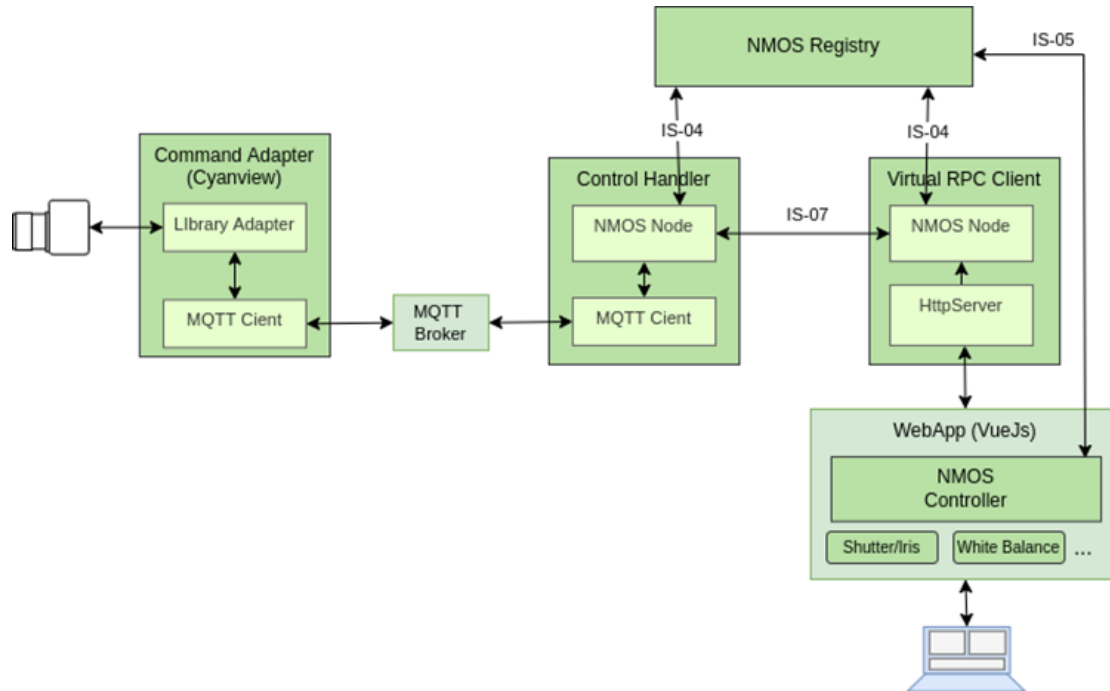 NMOS Registry
IS-05
IS-04
IS-04
Command Adapter
(Cyanview)
LIbrary Adapter
MQTT Cient
MQTT
Broker
Control Handler
NMOS Node
MQTT Cient
IS-07
Virtual RPC Client
NMOS Node
HttpServer
WebApp (VueJs)
NMOS
Controller
Shutter/Iris
White Balance
...